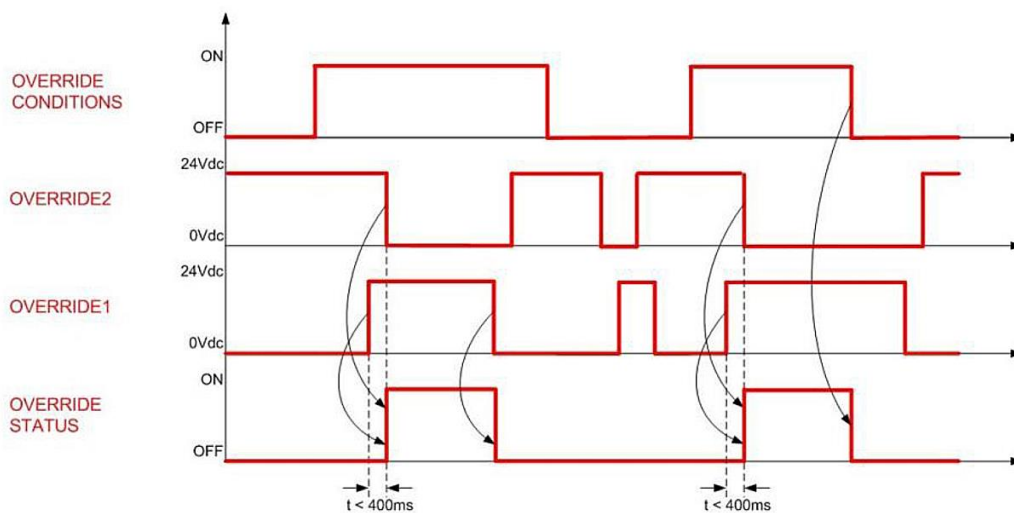 ON
OVERRIDE
CONDITIONS
OFF
24Vdc
OVERRIDE2
0Vdc
24Vdc
OVERRIDE1
0Vdc
ON
OVERRIDE
STATUS
OFF
t < 400ms
t < 400ms